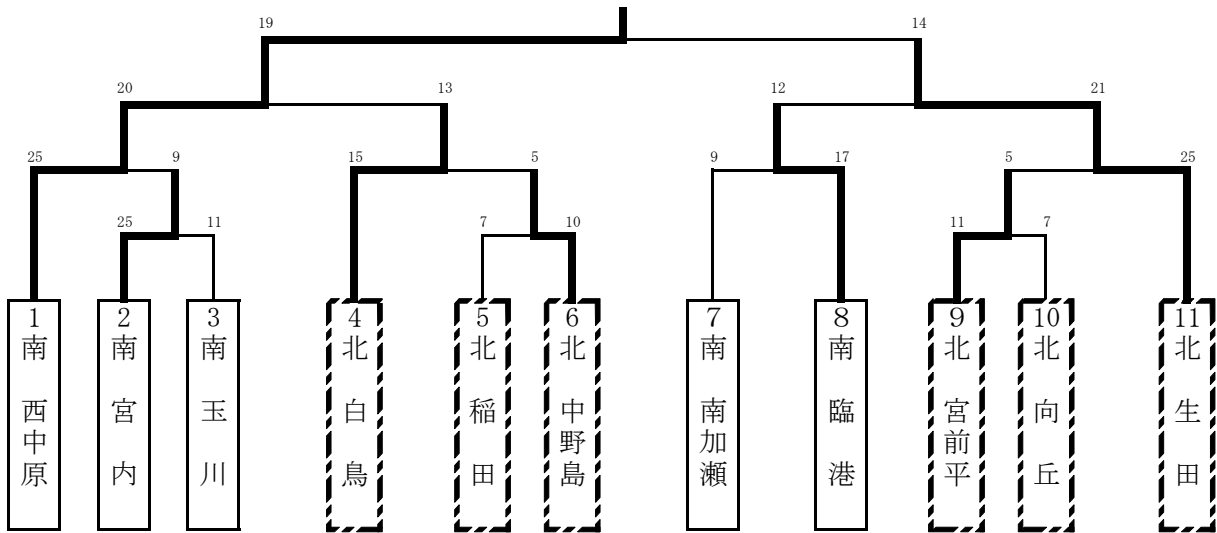 19 14
20 13 12 21
25 9 15 5 9 17 5 25
25 11 7 10 11 7
1 南 西中原
2 南 宮内
3 南 玉川
4 北 白鳥
5 北 稲田
6 北 中野島
7 南 南加瀬
8 南 臨港
9 北 宮前平
10 北 向丘
11 北 生田